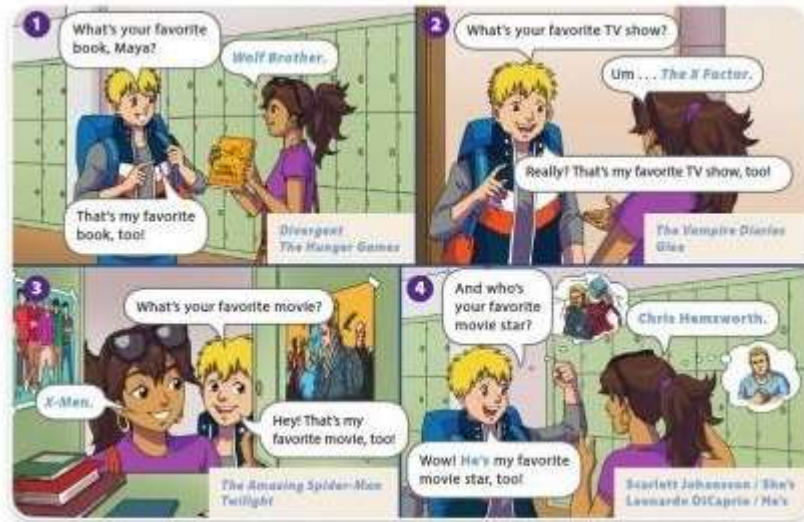 1
What's your favorite
book, Maya?
Wolf Brother.
That's my favorite
book, too!
Divergent
The Hunger Games
2
What's your favorite TV show?
Um . . . The X Factor.
Really? That's my favorite TV show, too!
The Vampire Diaries
Glee
3
What's your favorite movie?
X-Men.
Hey! That's my
favorite movie, too!
The Amazing Spider-Man
Twilight
4
And who's
your favorite
movie star?
Chris Hemsworth.
Wow! He's my favorite
movie star, too!
Scarlett Johansson / She's
Leonardo DiCaprio / He's